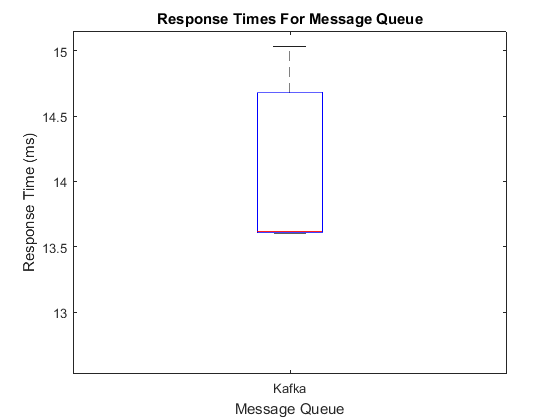 Response Times For Message Queue
15
14.5
14
13.5
13
Response Time (ms)
Kafka
Message Queue